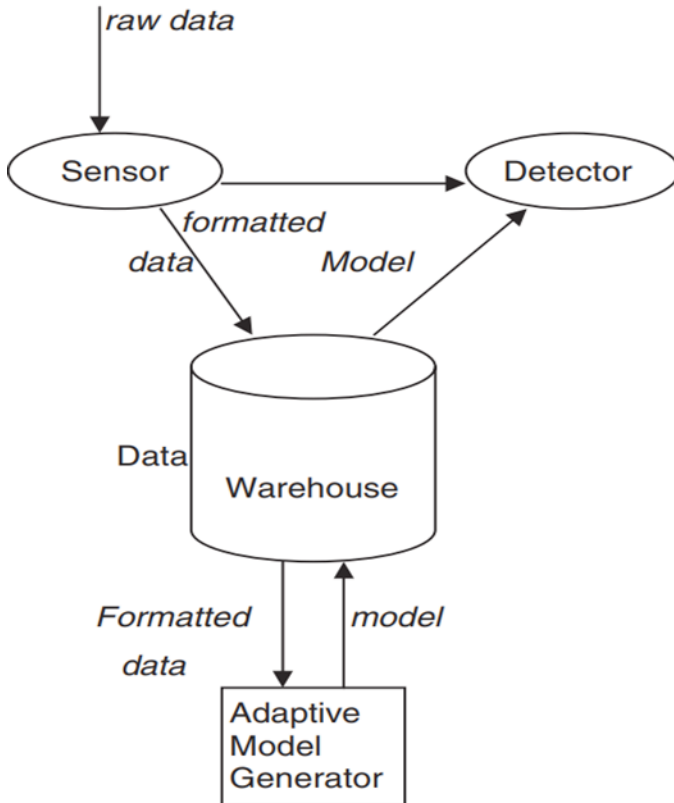 raw data
Sensor
Detector
formatted
data
Model
Data
Warehouse
Formatted
data
model
Adaptive
Model
Generator